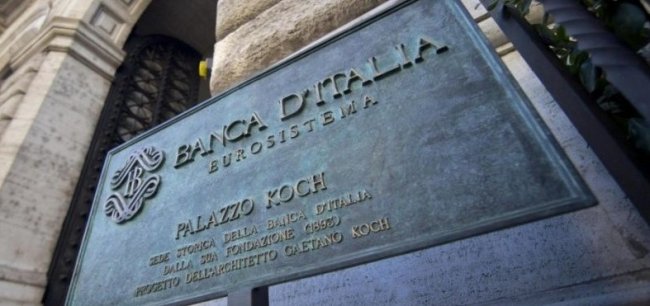 BANCA D'ITALIA
EUROSISTEMA
PALAZZO KOCH
SEDE STORICA DELLA BANCA D'ITALIA
DALLA SUA FONDAZIONE (1893)
PROGETTO DELL'ARCHITETTO GAETANO KOCH